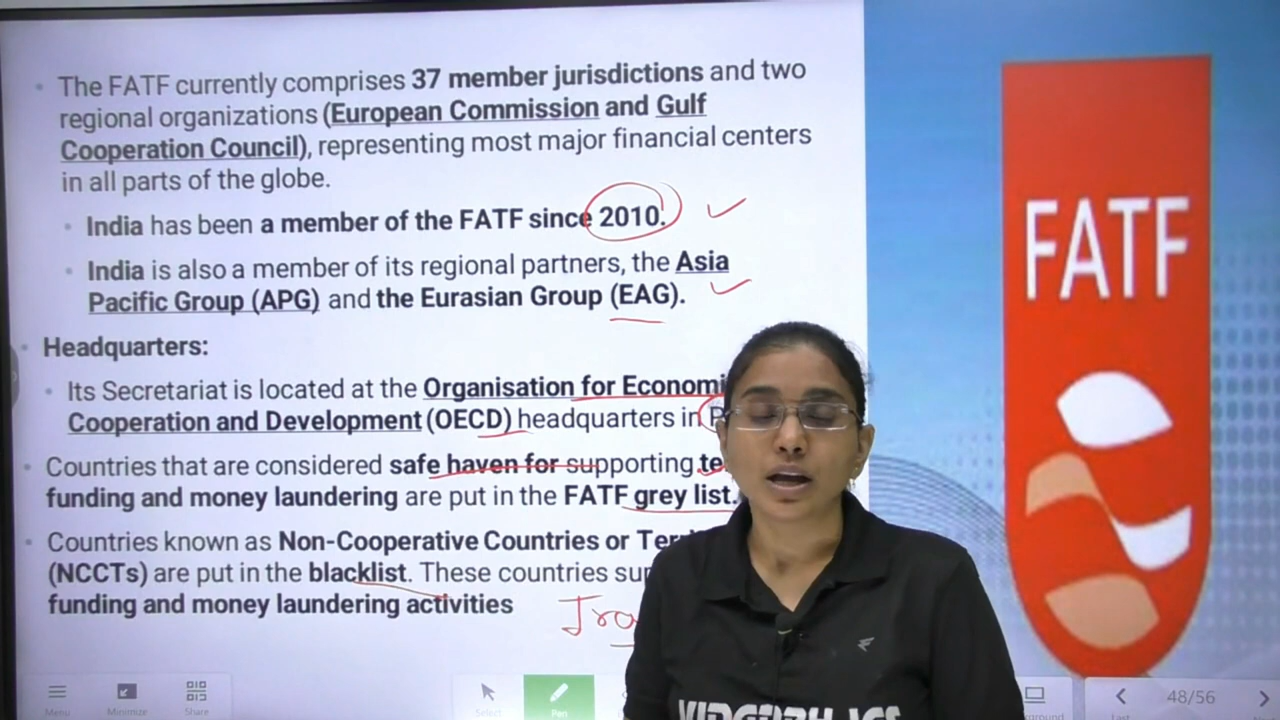 The FATF currently comprises 37 member jurisdictions and two
regional organizations (European Commission and Gulf
Cooperation Council), representing most major financial centers
in all parts of the globe.
India has been a member of the FATF since 2010.
India is also a member of its regional partners, the Asia
Pacific Group (APG) and the Eurasian Group (EAG).
Headquarters:
Its Secretariat is located at the Organisation for Economi
Cooperation and Development (OECD) headquarters in P
Countries that are considered safe haven for supporting te
funding and money laundering are put in the FATF grey list.
Countries known as Non-Cooperative Countries or Terri
(NCCTs) are put in the blacklist. These countries sup
funding and money laundering activities
FATF
Menu
Minimize
Share
Select
Pen
48/56
Last